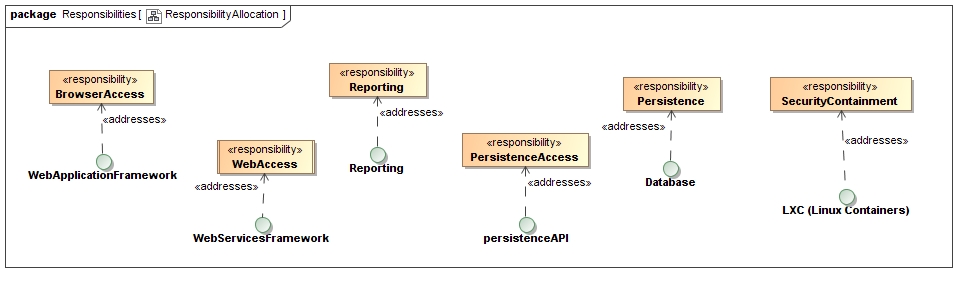 package Responsibilities [ ResponsibilityAllocation ]
«responsibility»
BrowserAccess
«addresses»
WebApplicationFramework
«responsibility»
WebAccess
«addresses»
WebServicesFramework
«responsibility»
Reporting
«addresses»
Reporting
«responsibility»
PersistenceAccess
«addresses»
persistenceAPI
«responsibility»
Persistence
«addresses»
Database
«responsibility»
SecurityContainment
«addresses»
LXC (Linux Containers)